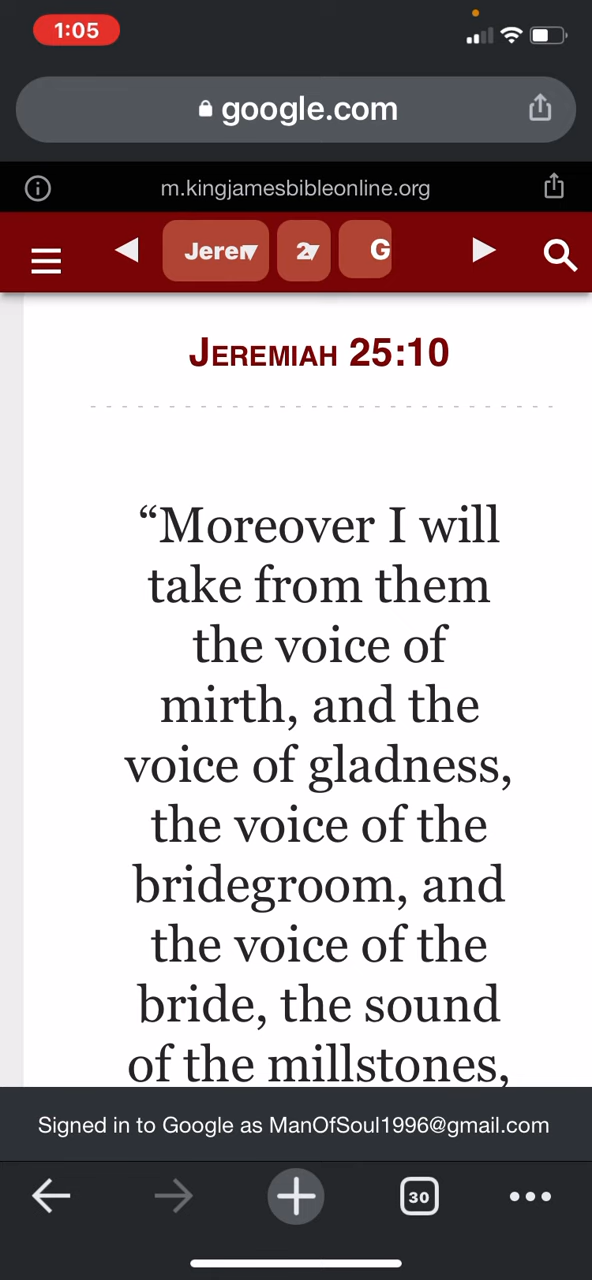 1:05
google.com
m.kingjamesbibleonline.org
Jerem 2 G
JEREMIAH 25:10
“Moreover I will
take from them
the voice of
mirth, and the
voice of gladness,
the voice of the
bridegroom, and
the voice of the
bride, the sound
of the millstones,
Signed in to Google as ManOfSoul1996@gmail.com
30